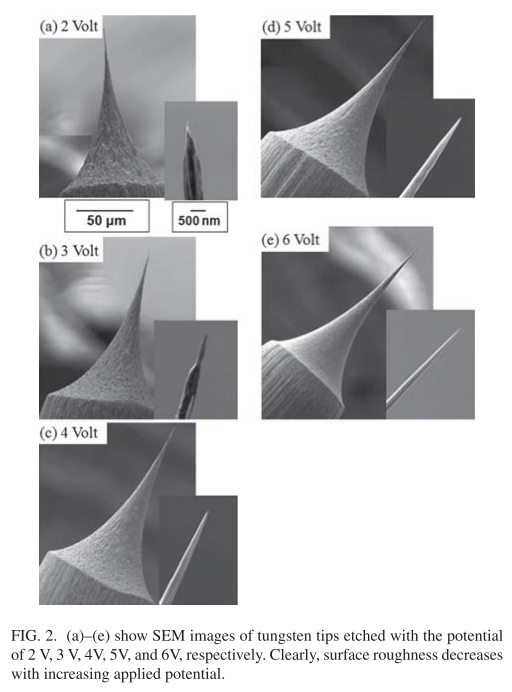 (a) 2 Volt
50 µm
500 nm
(b) 3 Volt
(c) 4 Volt
(d) 5 Volt
(e) 6 Volt
FIG. 2. (a)–(e) show SEM images of tungsten tips etched with the potential
of 2 V, 3 V, 4V, 5V, and 6V, respectively. Clearly, surface roughness decreases
with increasing applied potential.